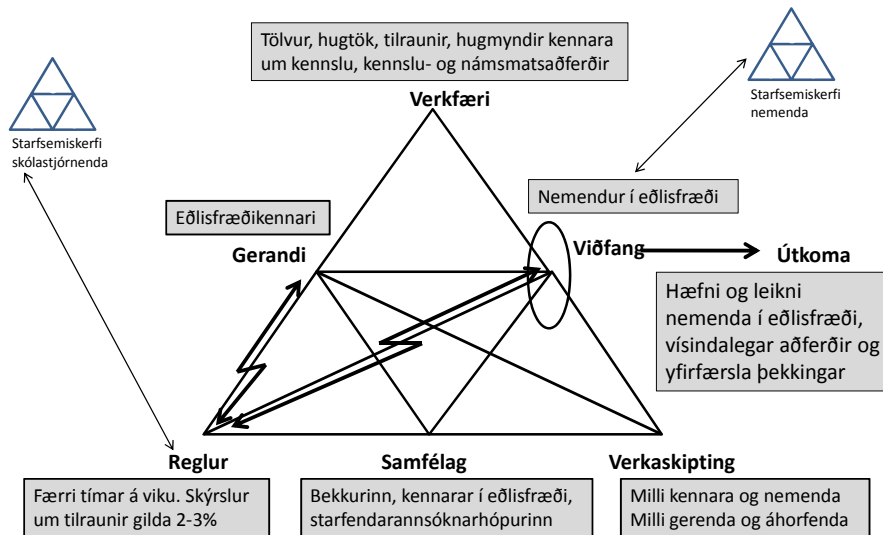 Tölvur, hugtök, tilraunir, hugmyndir kennara
um kennslu, kennslu- og námsmatsaðferðir
Verkfæri
Starfsemiskerfi
nemenda
Starfsemiskerfi
skólastjórnenda
Nemendur í eðlisfræði
Eðlisfræðikennari
Gerandi
Viðfang
Útkoma
Hæfni og leikni
nemenda í eðlisfræði,
vísindalegar aðferðir og
yfirfærsla þekkingar
Reglur
Samfélag
Verkaskipting
Færri tímar á viku. Skýrslur
um tilraunir gilda 2-3%
Bekkurinn, kennarar í eðlisfræði,
starfendarannsóknarhópurinn
Milli kennara og nemenda
Milli gerenda og áhorfenda